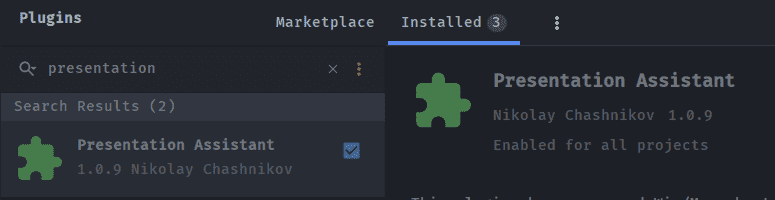 Plugins
Marketplace
Installed 3
presentation
Search Results (2)
Presentation Assistant
1.0.9 Nikolay Chashnikov
Presentation Assistant
Nikolay Chashnikov 1.0.9
Enabled for all projects